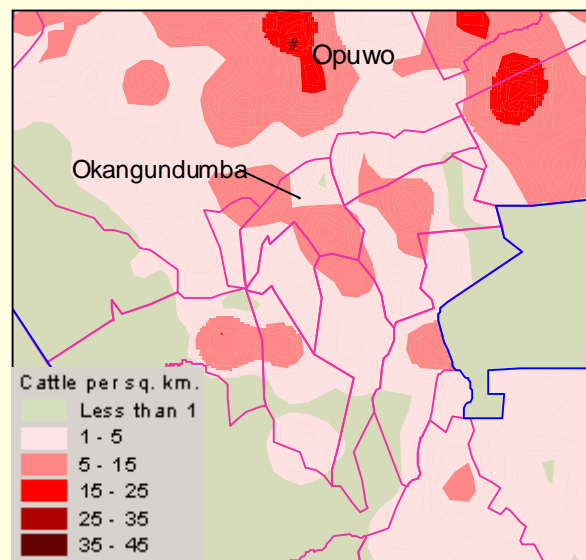 #
Opuwo
Okangundumba
Cattle per sq. km.
Less than 1
1 - 5
5 - 15
15 - 25
25 - 35
35 - 45